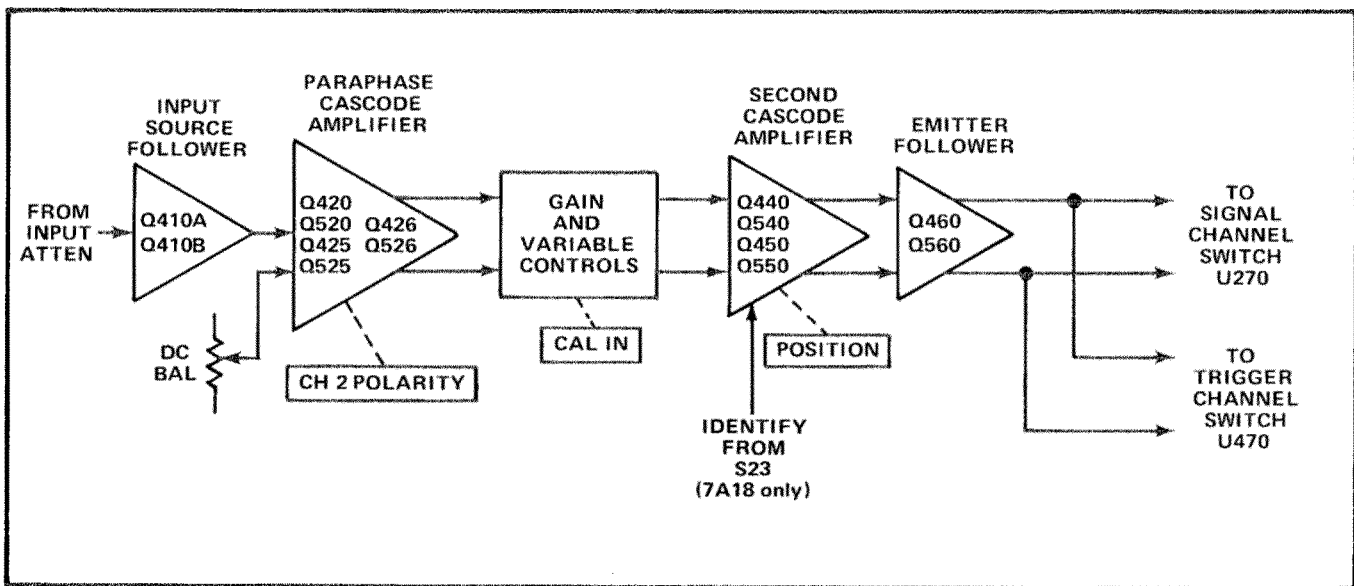 FROM
INPUT
ATTEN
INPUT
SOURCE
FOLLOWER
Q410A
Q410B
DC
BAL
PARAPHASE
CASCODE
AMPLIFIER
Q420
Q520 Q426
Q425 Q526
Q525
CH 2 POLARITY
GAIN
AND
VARIABLE
CONTROLS
CAL IN
SECOND
CASCODE
AMPLIFIER
Q440
Q540
Q450
Q550
POSITION
IDENTIFY
FROM
S23
(7A18 only)
EMITTER
FOLLOWER
Q460
Q560
TO
SIGNAL
CHANNEL
SWITCH
U270
TO
TRIGGER
CHANNEL
SWITCH
U470